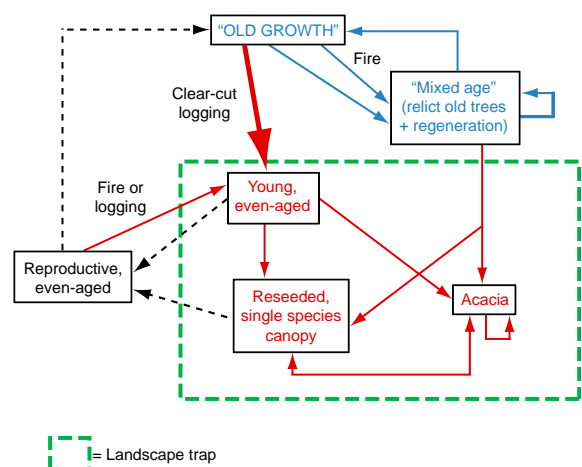 “OLD GROWTH”
Fire
Clear-cut
logging
“Mixed age”
(relict old trees
+ regeneration)
Fire or
logging
Young,
even-aged
Reproductive,
even-aged
Reseeded,
single species
canopy
Acacia
= Landscape trap